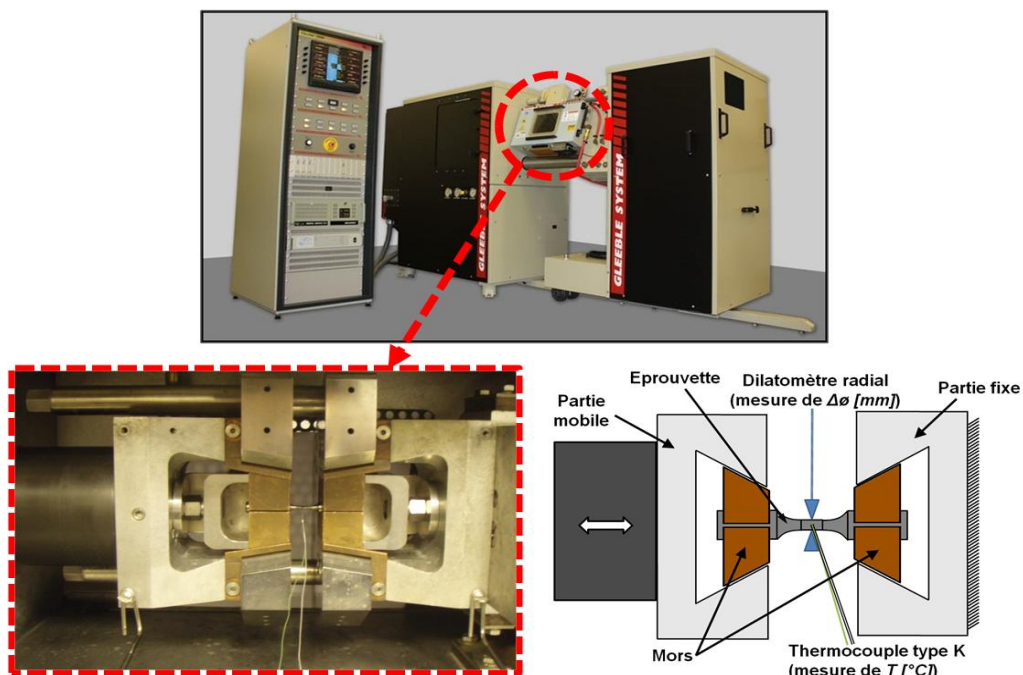 GLEEBLE SYSTEM
GLEEBLE SYSTEM
Eprouvette
Dilatomètre radial
(mesure de Δø [mm])
Partie fixe
Partie
mobile
Mors
Thermocouple type K
(mesure de T [°C])